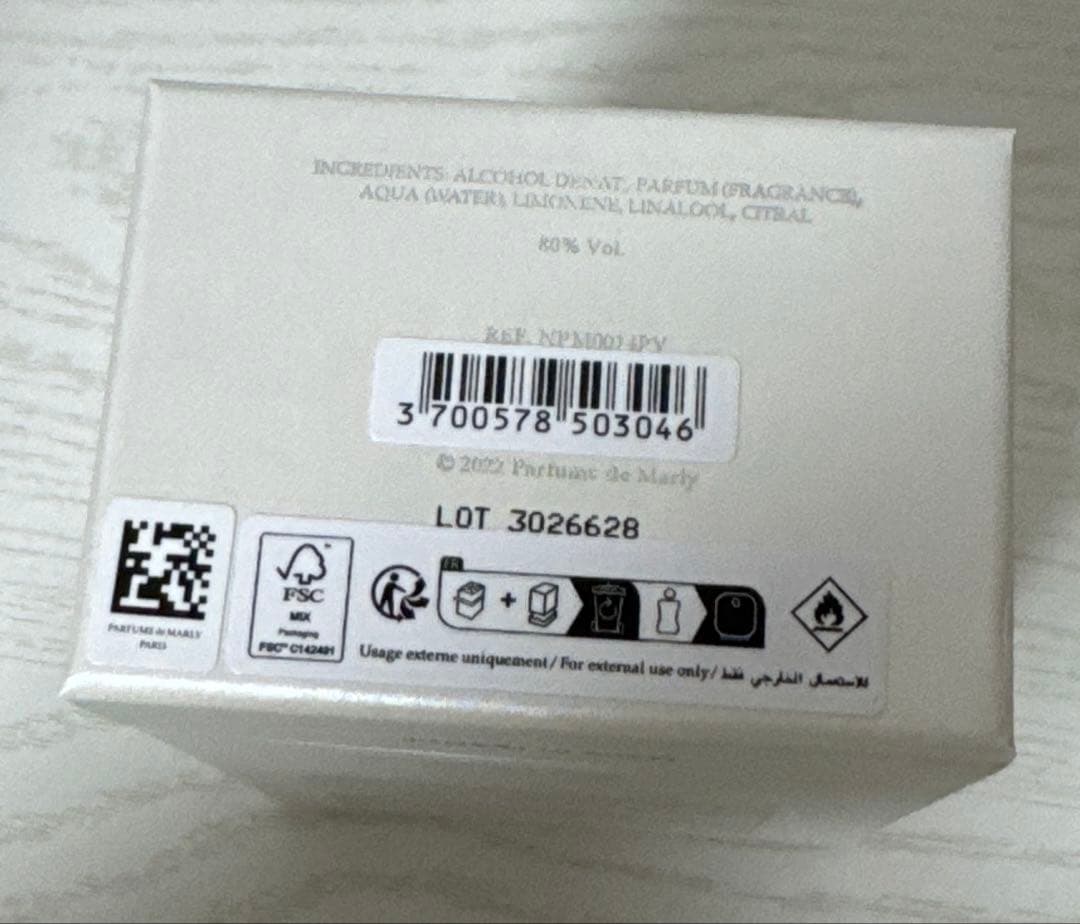 INGREDIENTS: ALCOHOL DENAT., PARFUM (FRAGRANCE),
AQUA (WATER), LIMONENE, LINALOOL, CITRAL
80% Vol.
REF.
3 700578 503046
© 2022 Parfums de Marly
LOT 3026628
PARFUMS de MARLY
PARIS
FSC
MIX
Packaging
FSC™ C142491
FR
+
Usage externe uniquement / For external use only / للاستعمال الخارجي فقط